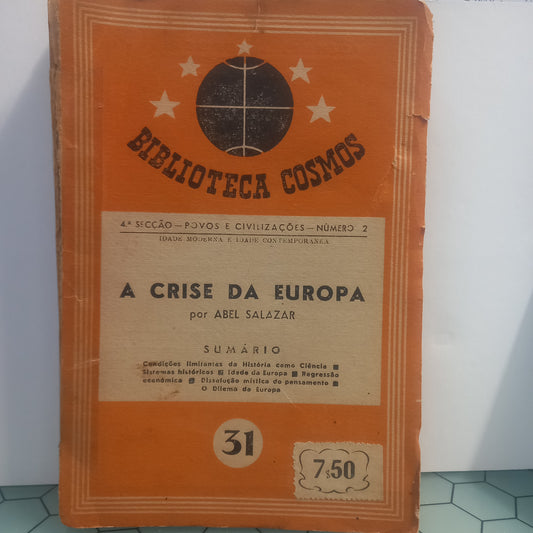 BIBLIOTECA COSMOS
4.ª SECÇÃO — POVOS E CIVILIZAÇÕES — NÚMERO 2
IDADE MODERNA E IDADE CONTEMPORANEA
A CRISE DA EUROPA
por ABEL SALAZAR
SUMÁRIO
Condições limitantes da História como Ciência ■
Sistemas históricos ■ Idade da Europa ■ Regressão
económica ■ Dissolução mística do pensamento ■
O Dilema da Europa
31
7$50